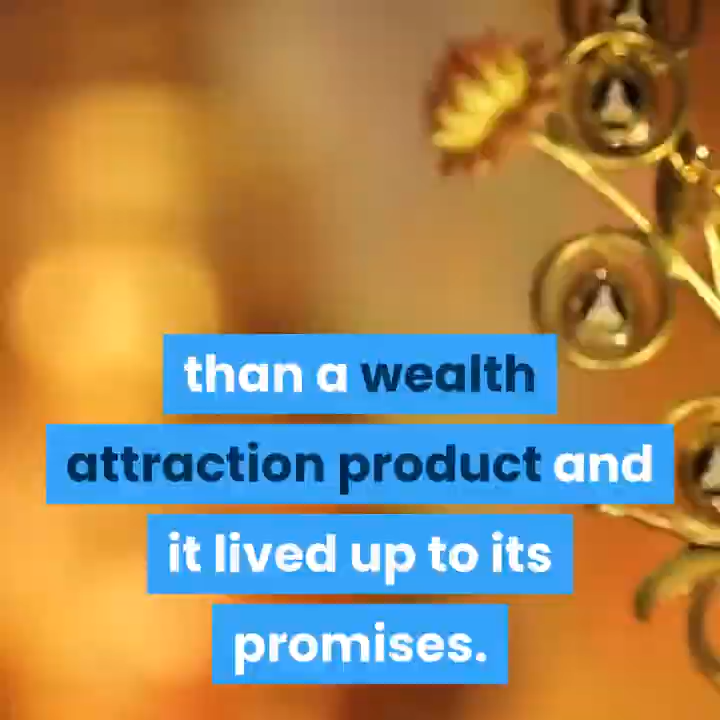 than a wealth
attraction product and
it lived up to its
promises.